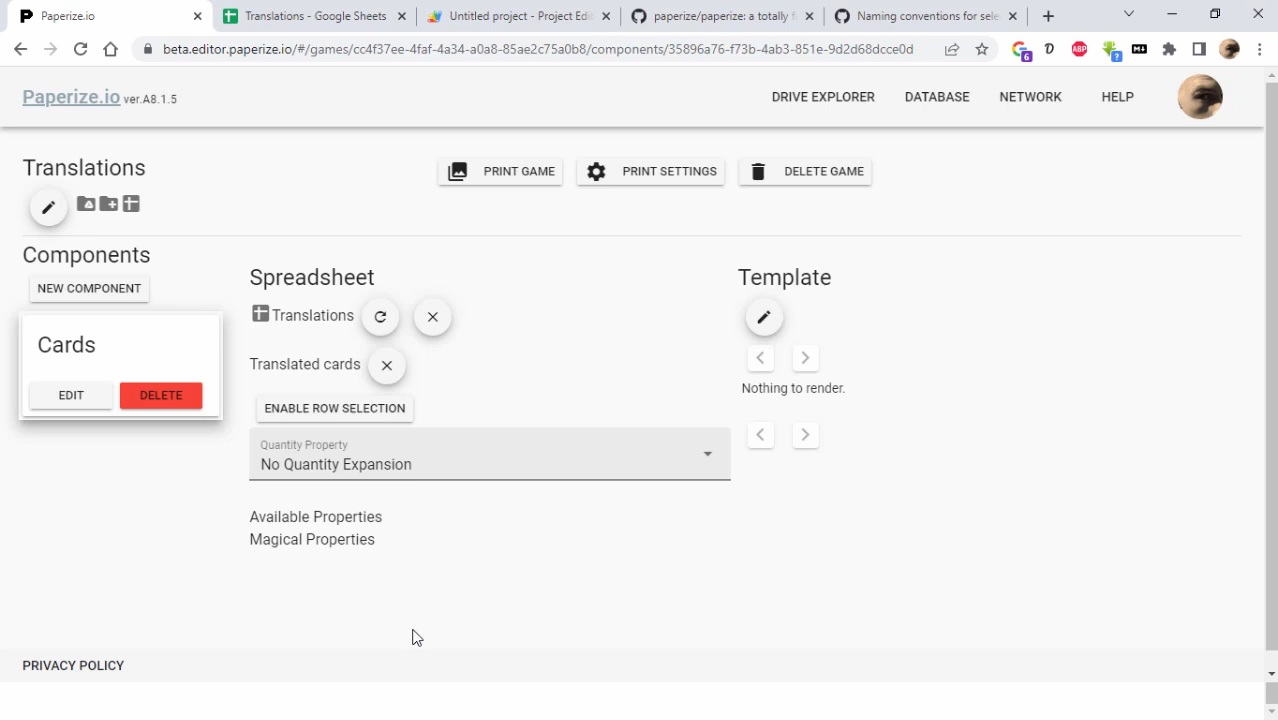 Paperize.io
Translations - Google Sheets
Untitled project - Project Edit
paperize/paperize: a totally f
Naming conventions for sele
beta.editor.paperize.io/#/games/cc4f37ee-4faf-4a34-a0a8-85ae2c75a0b8/components/35896a76-f73b-4ab3-851e-9d2d68dcce0d
6
ABP
?
Paperize.io ver.A8.1.5
DRIVE EXPLORER
DATABASE
NETWORK
HELP
Translations
PRINT GAME
PRINT SETTINGS
DELETE GAME
Components
NEW COMPONENT
Cards
EDIT
DELETE
Spreadsheet
Translations
Translated cards
ENABLE ROW SELECTION
Quantity Property
No Quantity Expansion
Available Properties
Magical Properties
Template
Nothing to render.
PRIVACY POLICY